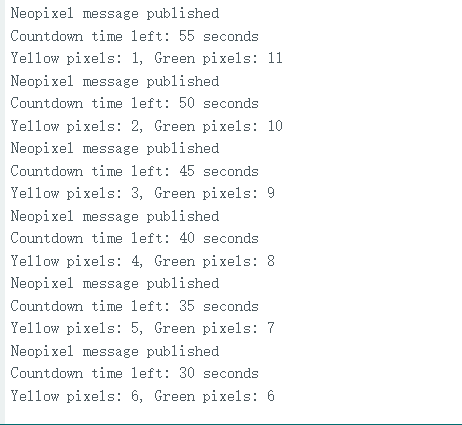 Neopixel message published
Countdown time left: 55 seconds
Yellow pixels: 1, Green pixels: 11
Neopixel message published
Countdown time left: 50 seconds
Yellow pixels: 2, Green pixels: 10
Neopixel message published
Countdown time left: 45 seconds
Yellow pixels: 3, Green pixels: 9
Neopixel message published
Countdown time left: 40 seconds
Yellow pixels: 4, Green pixels: 8
Neopixel message published
Countdown time left: 35 seconds
Yellow pixels: 5, Green pixels: 7
Neopixel message published
Countdown time left: 30 seconds
Yellow pixels: 6, Green pixels: 6